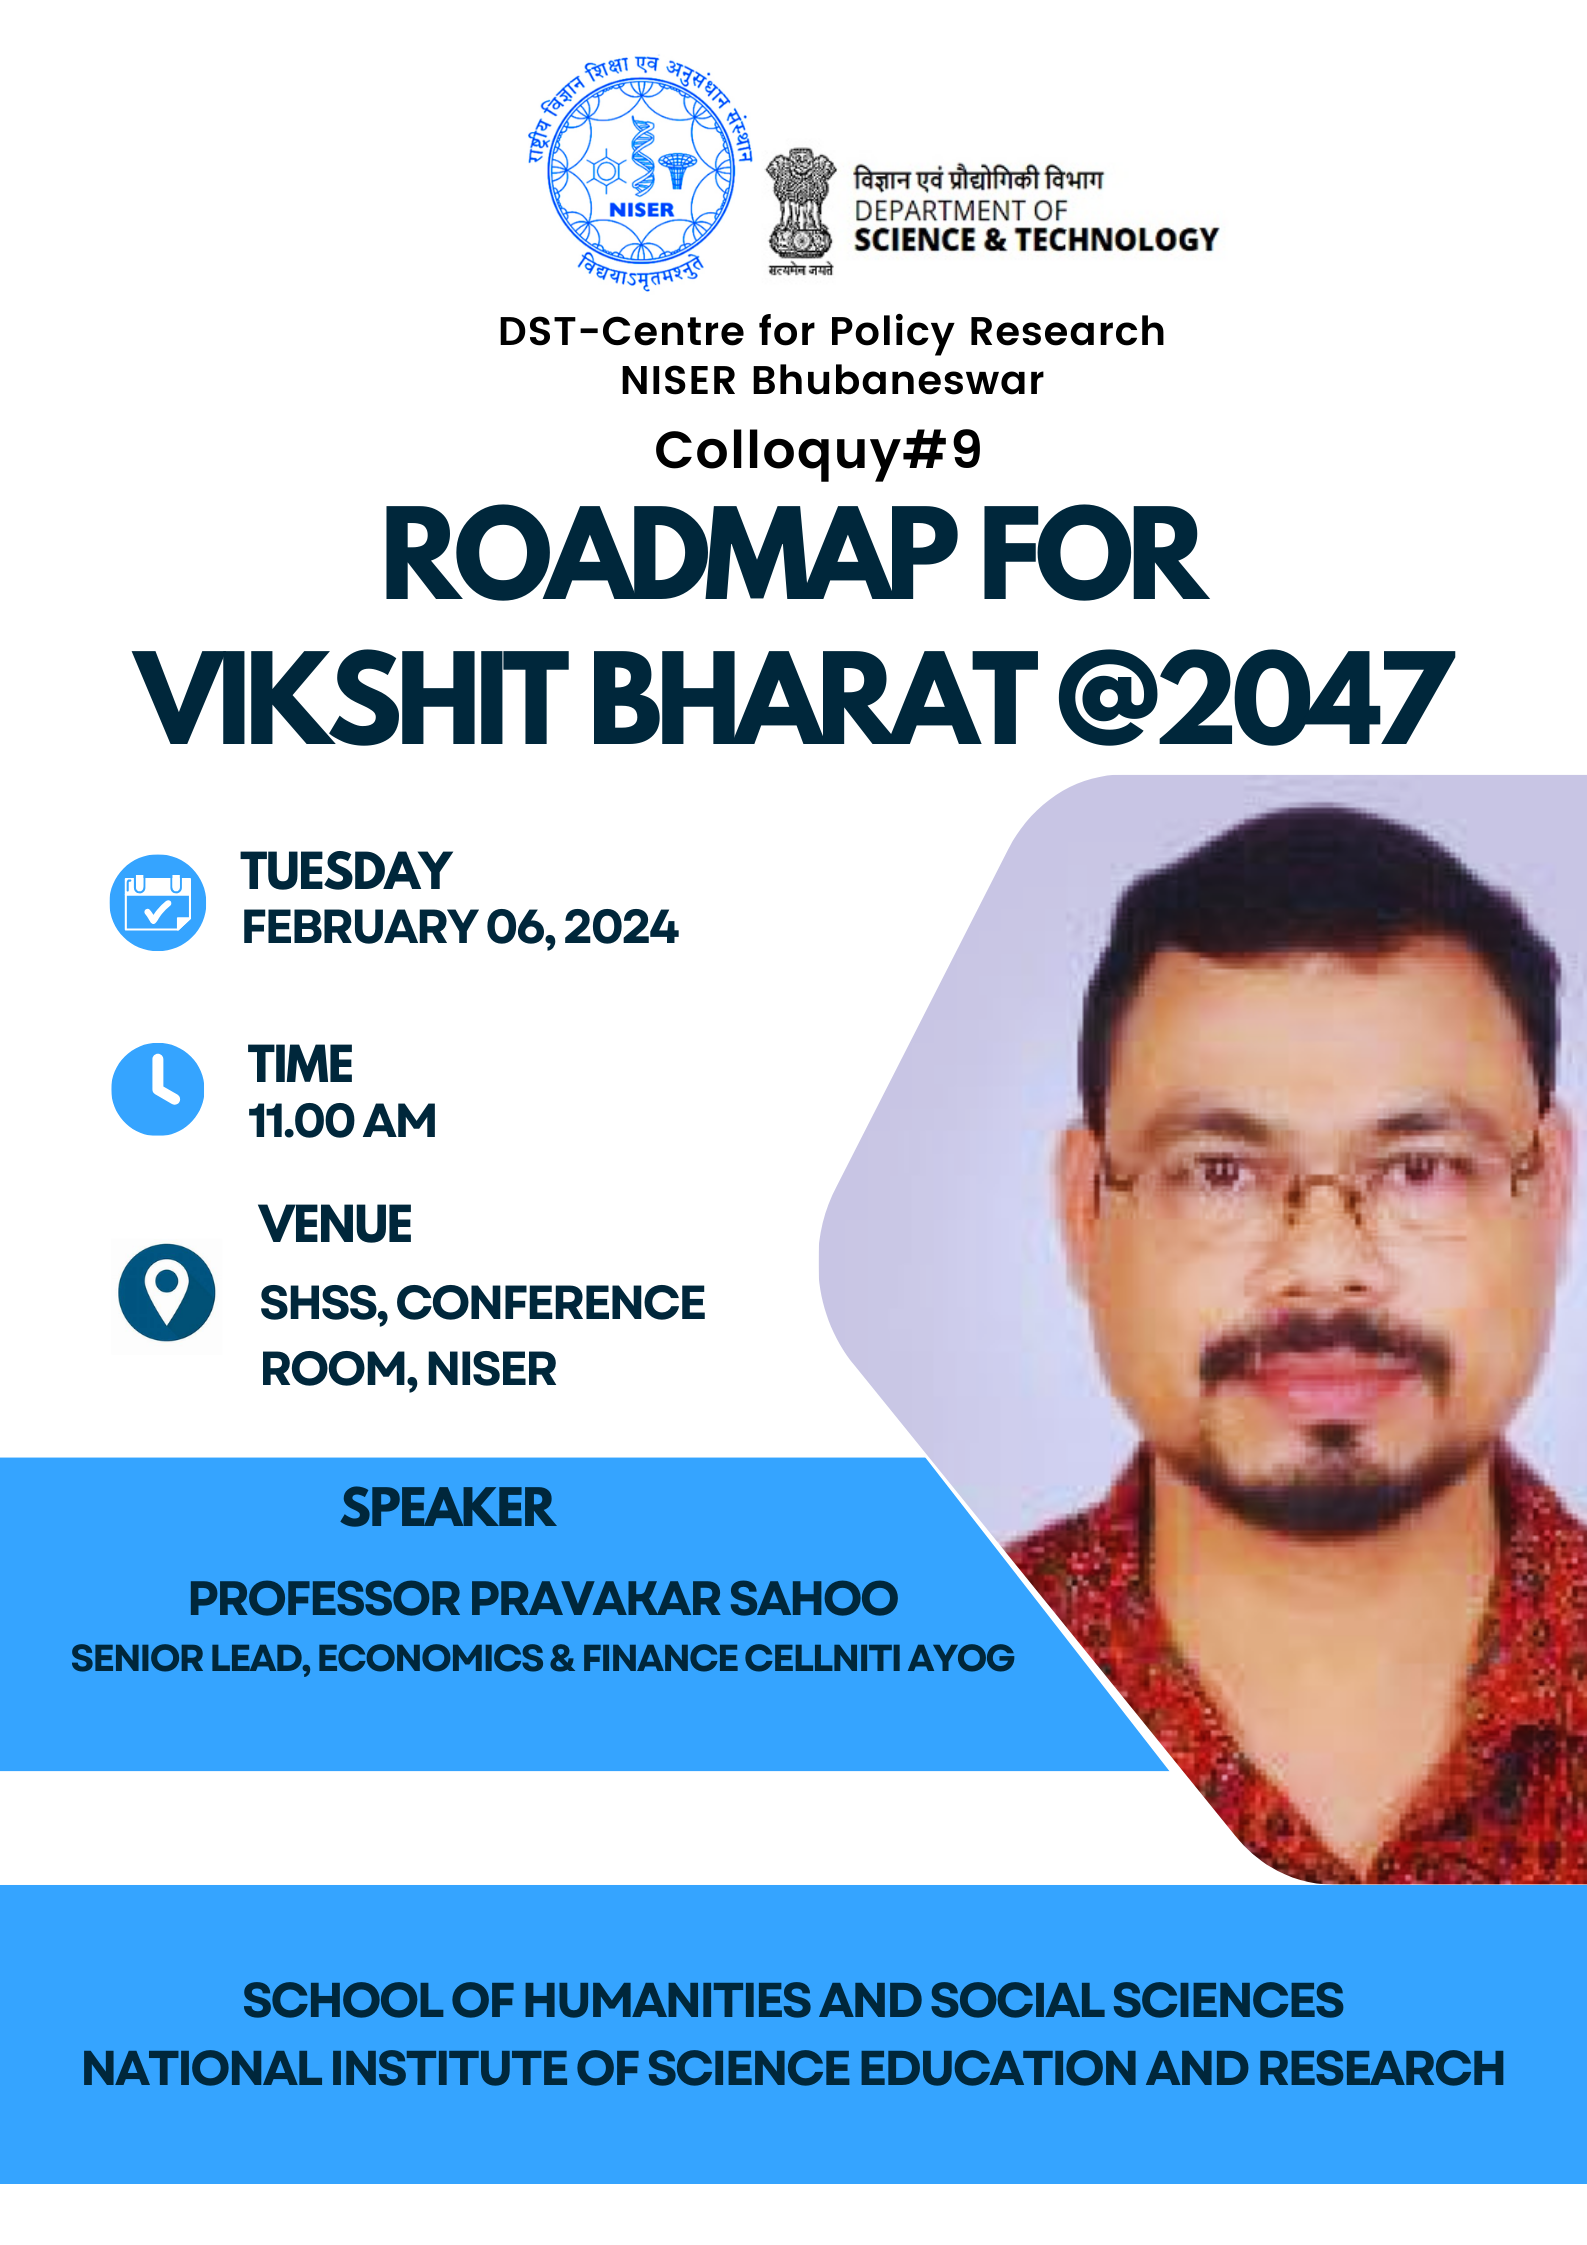 राष्ट्रीय विज्ञान शिक्षा एवं अनुसंधान संस्थान
NISER
विद्ययाऽमृतमश्नुते
सत्यमेव जयते
विज्ञान एवं प्रौद्योगिकी विभाग
DEPARTMENT OF
SCIENCE & TECHNOLOGY
DST-Centre for Policy Research
NISER Bhubaneswar
Colloquy#9
ROADMAP FOR
VIKSHIT BHARAT @2047
TUESDAY
FEBRUARY 06, 2024
TIME
11.00 AM
VENUE
SHSS, CONFERENCE
ROOM, NISER
SPEAKER
PROFESSOR PRAVAKAR SAHOO
SENIOR LEAD, ECONOMICS & FINANCE CELLNITI AYOG
SCHOOL OF HUMANITIES AND SOCIAL SCIENCES
NATIONAL INSTITUTE OF SCIENCE EDUCATION AND RESEARCH